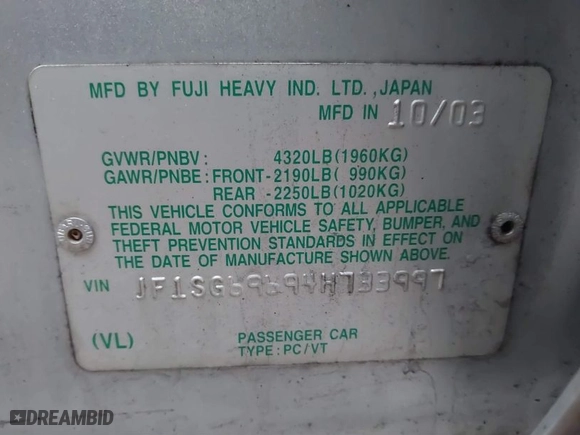 MFD BY FUJI HEAVY IND. LTD.,JAPAN
MFD IN 10/03
GVWR/PNBV : 4320LB(1960KG)
GAWR/PNBE : FRONT-2190LB( 990KG)
REAR -2250LB(1020KG)
THIS VEHICLE CONFORMS TO ALL APPLICABLE
FEDERAL MOTOR VEHICLE SAFETY, BUMPER, AND
THEFT PREVENTION STANDARDS IN EFFECT ON
THE DATE OF MANUFACTURE SHOWN ABOVE.
VIN JF1SG69694H733997
(VL) PASSENGER CAR
TYPE : PC/VT
DREAMBID